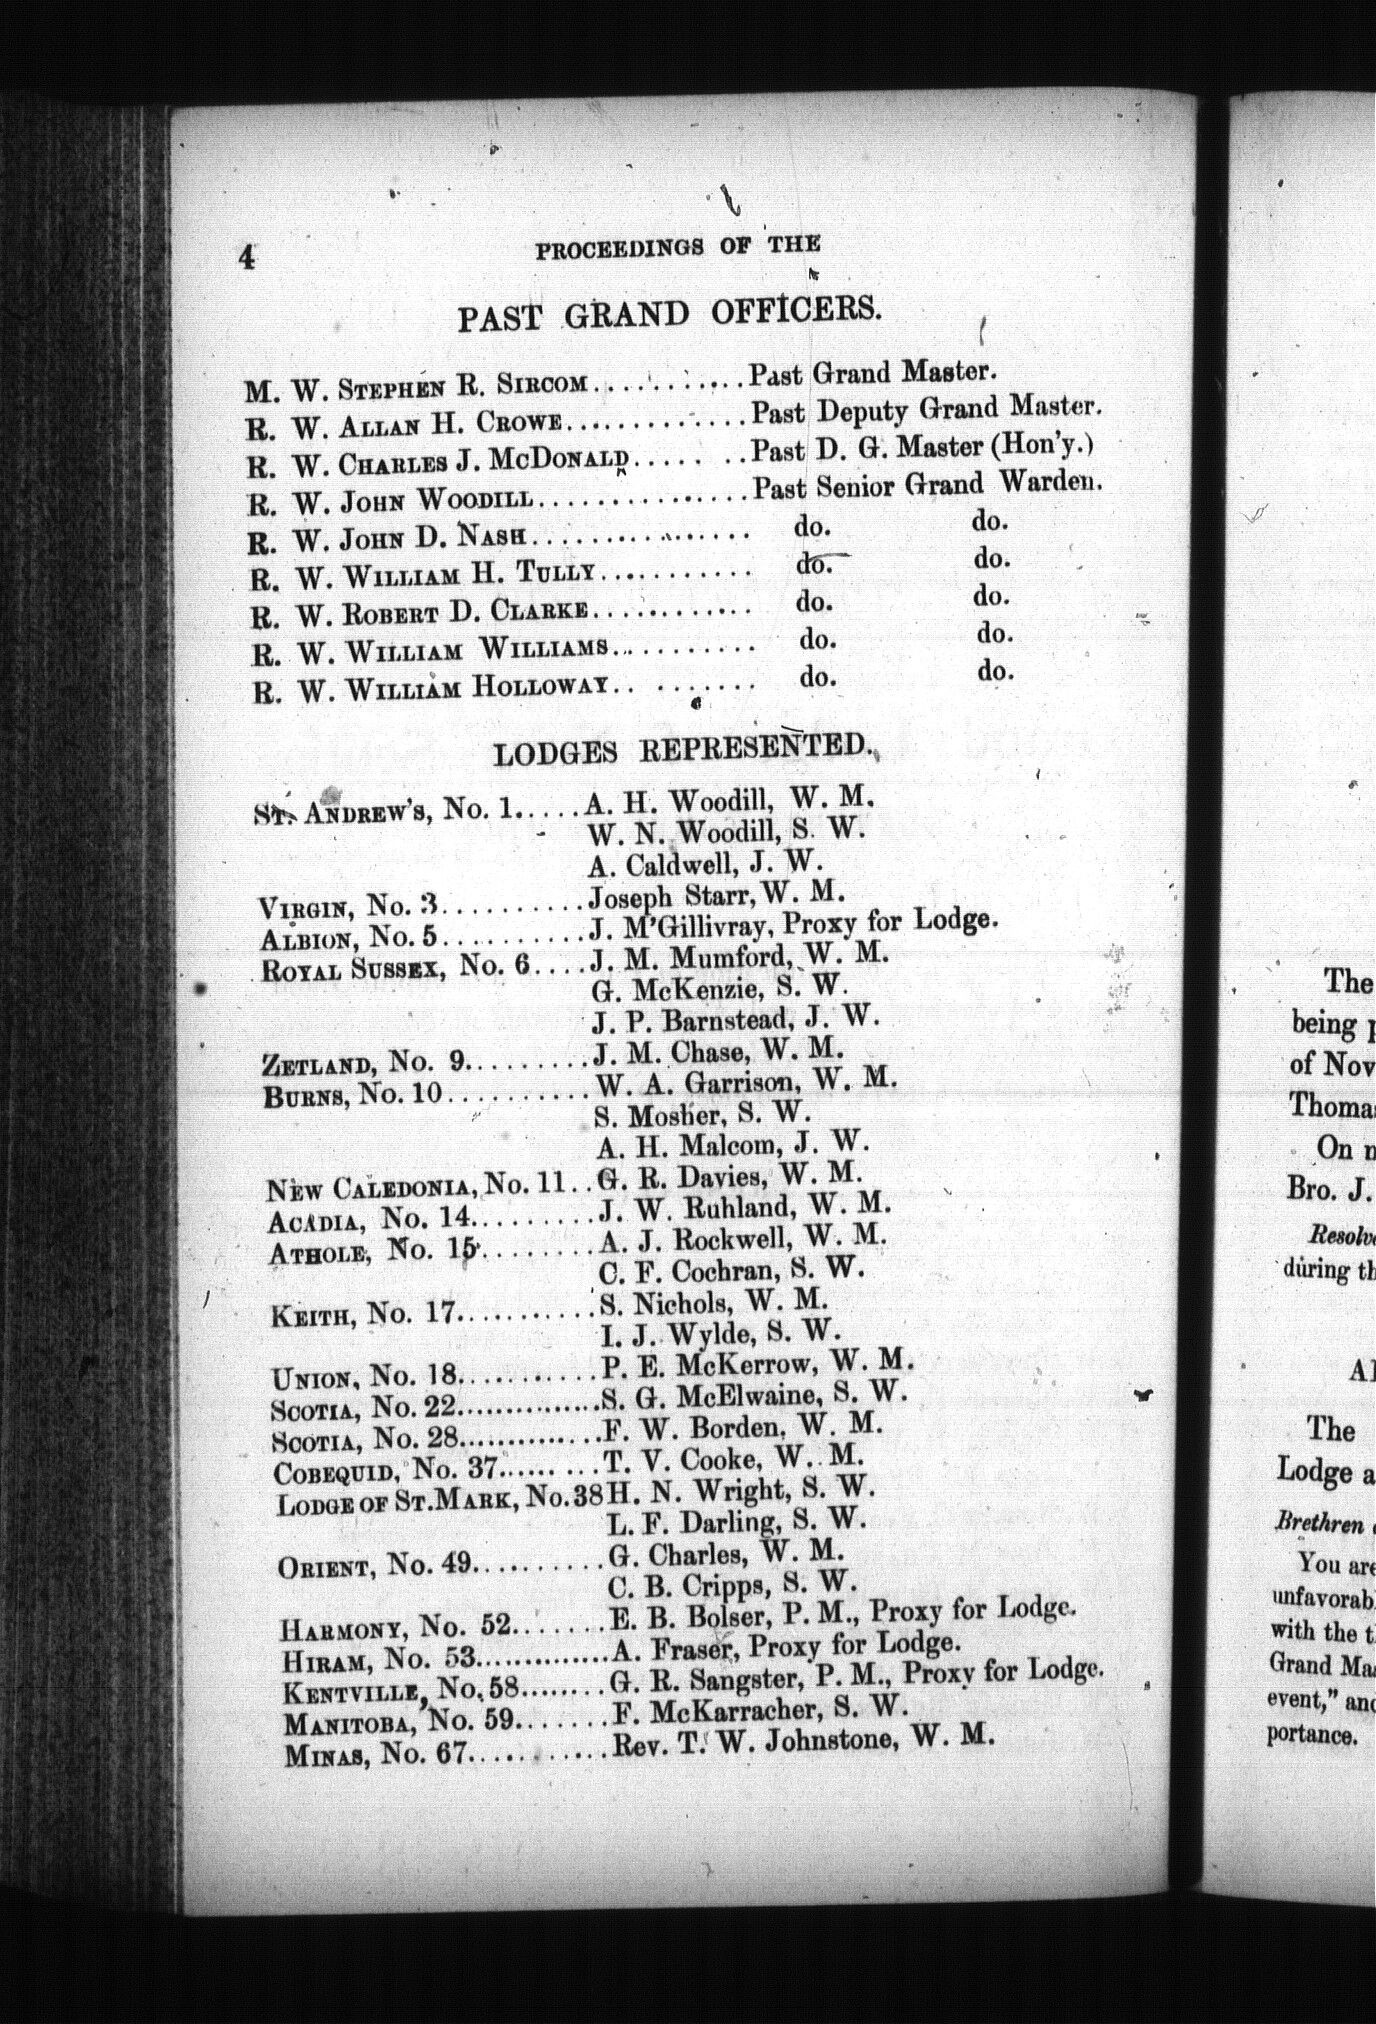 4 PROCEEDINGS OF THE
PAST GRAND OFFICERS.
M. W. STEPHEN R. SIRCOM............Past Grand Master.
R. W. ALLAN H. CROWE.............Past Deputy Grand Master.
R. W. CHARLES J. MCDONALD....... ..Past D. G. Master (Hon'y.)
R. W. JOHN WOODILL...............Past Senior Grand Warden.
R. W. JOHN D. NASH............... do. do.
R. W. WILLIAM H. TULLY........... do. do.
R. W. ROBERT D. CLARKE............ do. do.
R. W. WILLIAM WILLIAMS........... do. do.
R. W. WILLIAM HOLLOWAY.. ....... do. do.
LODGES REPRESENTED.
ST. ANDREW'S, No. 1.....A. H. Woodill, W. M.
W. N. Woodill, S. W.
A. Caldwell, J. W.
VIRGIN, No. 3..........Joseph Starr, W. M.
ALBION, No. 5..........J. M'Gillivray, Proxy for Lodge.
ROYAL SUSSEX, No. 6....J. M. Mumford, W. M.
G. McKenzie, S. W.
J. P. Barnstead, J. W.
ZETLAND, No. 9.........J. M. Chase, W. M.
BURNS, No. 10..........W. A. Garrison, W. M.
S. Mosher, S. W.
A. H. Malcom, J. W.
NEW CALEDONIA, No. 11..G. R. Davies, W. M.
ACADIA, No. 14.........J. W. Ruhland, W. M.
ATHOLE, No. 15.........A. J. Rockwell, W. M.
C. F. Cochran, S. W.
KEITH, No. 17...........S. Nichols, W. M.
I. J. Wylde, S. W.
UNION, No. 18...........P. E. McKerrow, W. M.
SCOTIA, No. 22..............S. G. McElwaine, S. W.
SCOTIA, No. 28..............F. W. Borden, W. M.
COBEQUID, No. 37...... ...T. V. Cooke, W. M.
LODGE OF ST. MARK, No. 38 H. N. Wright, S. W.
L. F. Darling, S. W.
ORIENT, No. 49..........G. Charles, W. M.
C. B. Cripps, S. W.
HARMONY, No. 52.......E. B. Bolser, P. M., Proxy for Lodge.
HIRAM, No. 53.............A. Fraser, Proxy for Lodge.
KENTVILLE, No. 58........G. R. Sangster, P. M., Proxy for Lodge.
MANITOBA, No. 59.......F. McKarracher, S. W.
MINAS, No. 67...........Rev. T. W. Johnstone, W. M.
The
being
of Nov
Thomas
On
Bro. J.
Resolve
during th
The
Lodge a
Brethren
You are
unfavorabl
with the t
Grand Mas
event," and
portance.